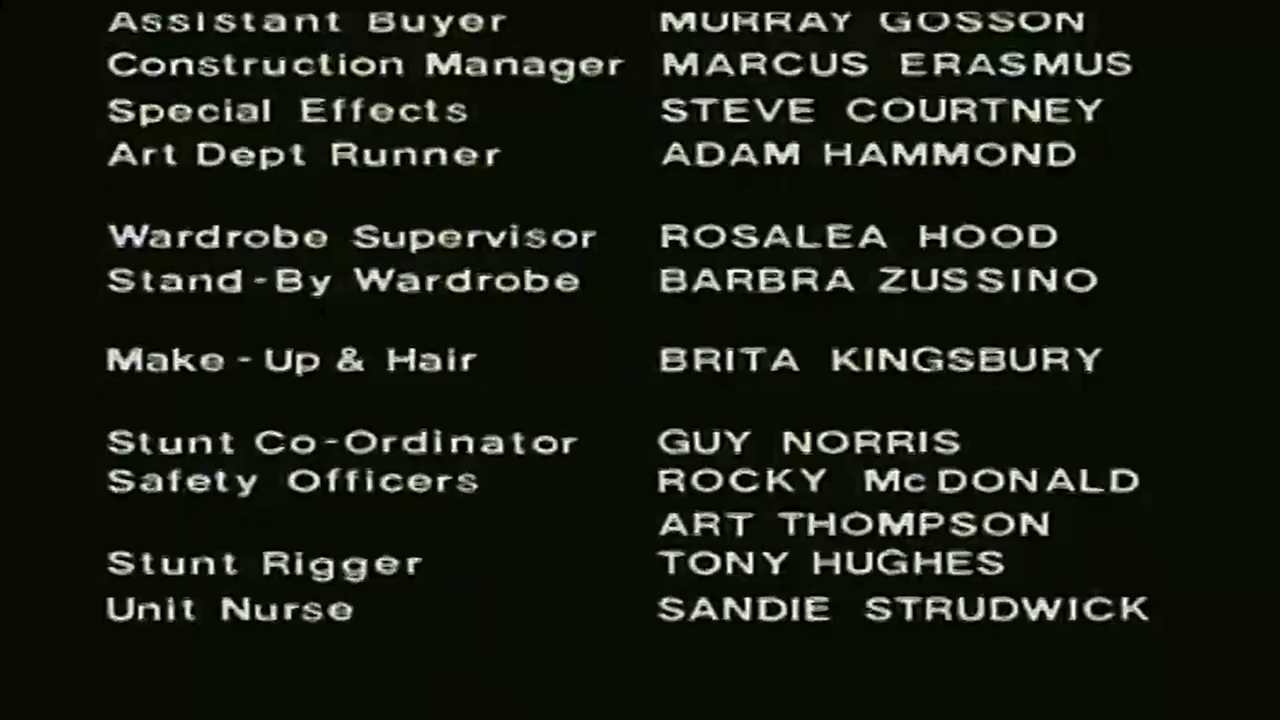 Assistant Buyer MURRAY GOSSON
Construction Manager MARCUS ERASMUS
Special Effects STEVE COURTNEY
Art Dept Runner ADAM HAMMOND
Wardrobe Supervisor ROSALEA HOOD
Stand-By Wardrobe BARBRA ZUSSINO
Make-Up & Hair BRITA KINGSBURY
Stunt Co-Ordinator GUY NORRIS
Safety Officers ROCKY McDONALD
ART THOMPSON
Stunt Rigger TONY HUGHES
Unit Nurse SANDIE STRUDWICK